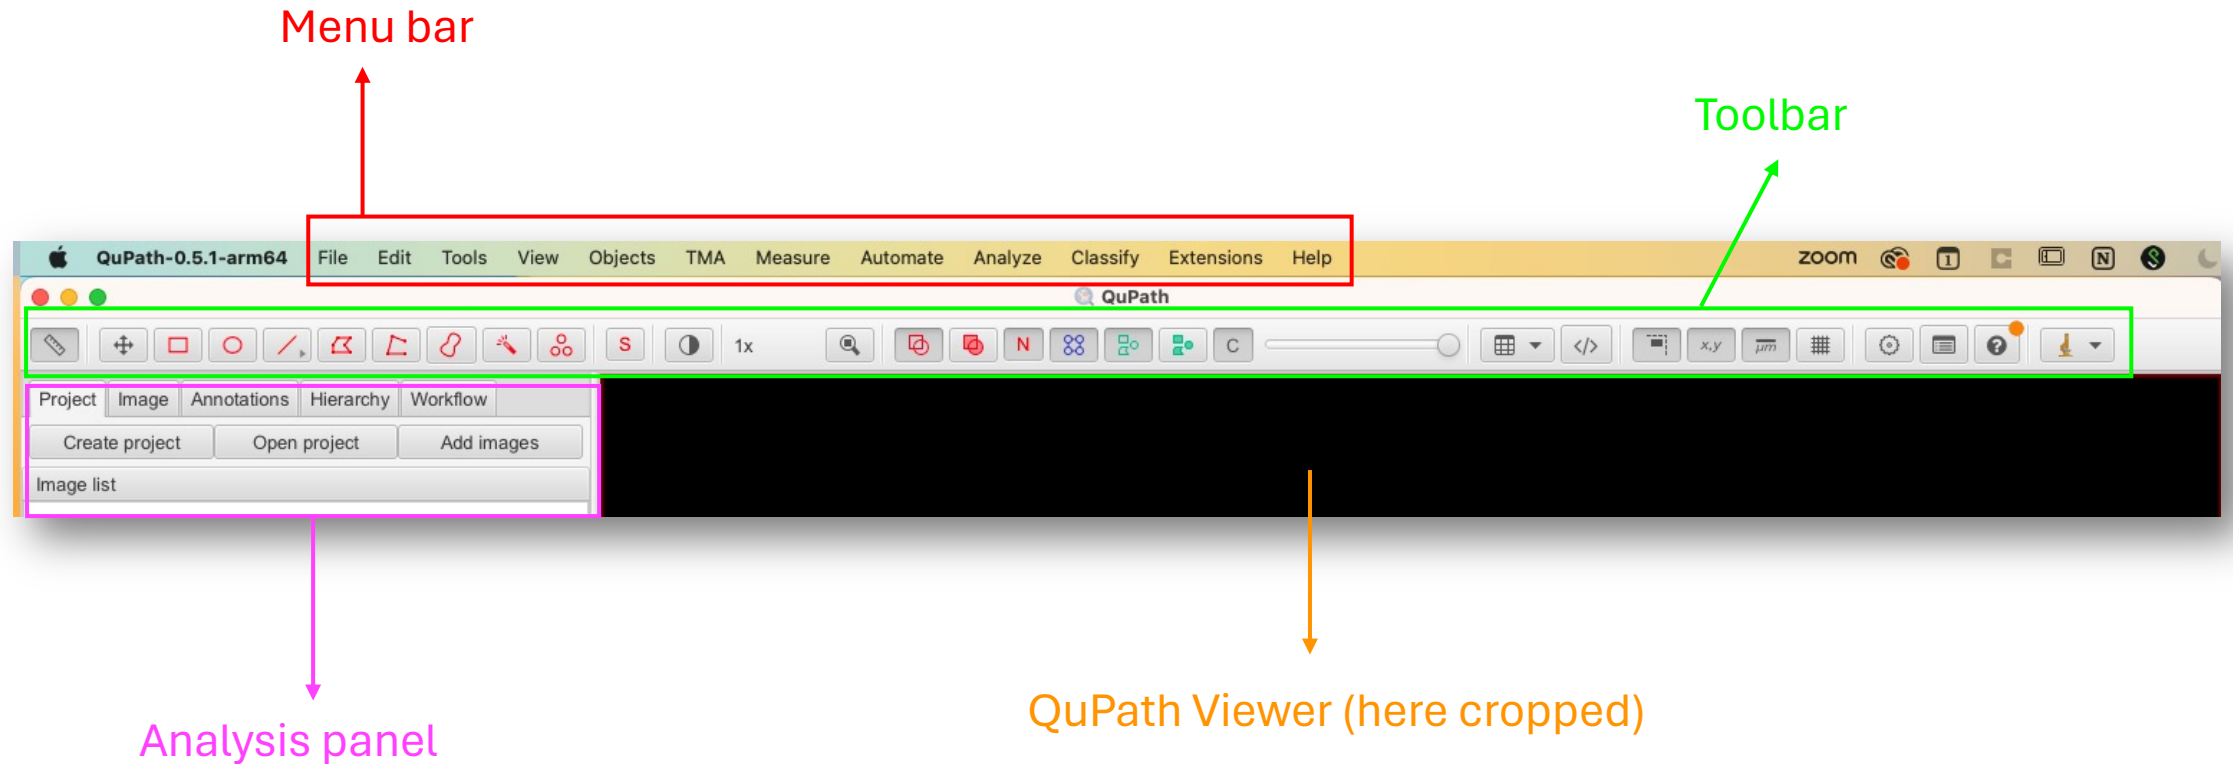 Menu bar
Toolbar
QuPath-0.5.1-arm64 File Edit Tools View Objects TMA Measure Automate Analyze Classify Extensions Help zoom 1 N
QuPath
S 1x N C </> x,y µm ?
Project Image Annotations Hierarchy Workflow
Create project Open project Add images
Image list
QuPath Viewer (here cropped)
Analysis panel